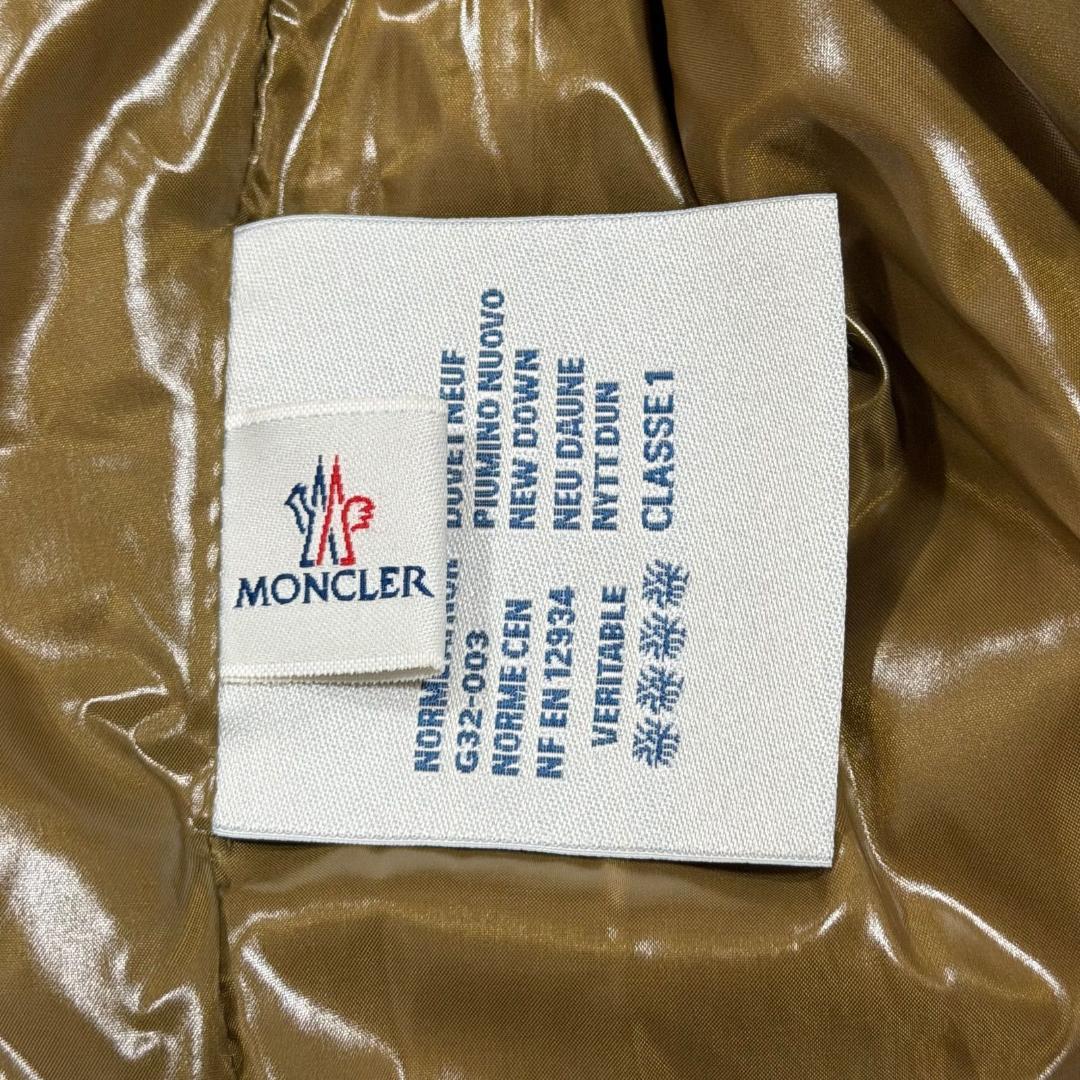 MONCLER
DUVET NEUF
PIUMINO NUOVO
NEW DOWN
NEU DAUNE
NYTT DUN
CLASSE 1
G32-003
NORME CEN
NF EN 12934
VERITABLE